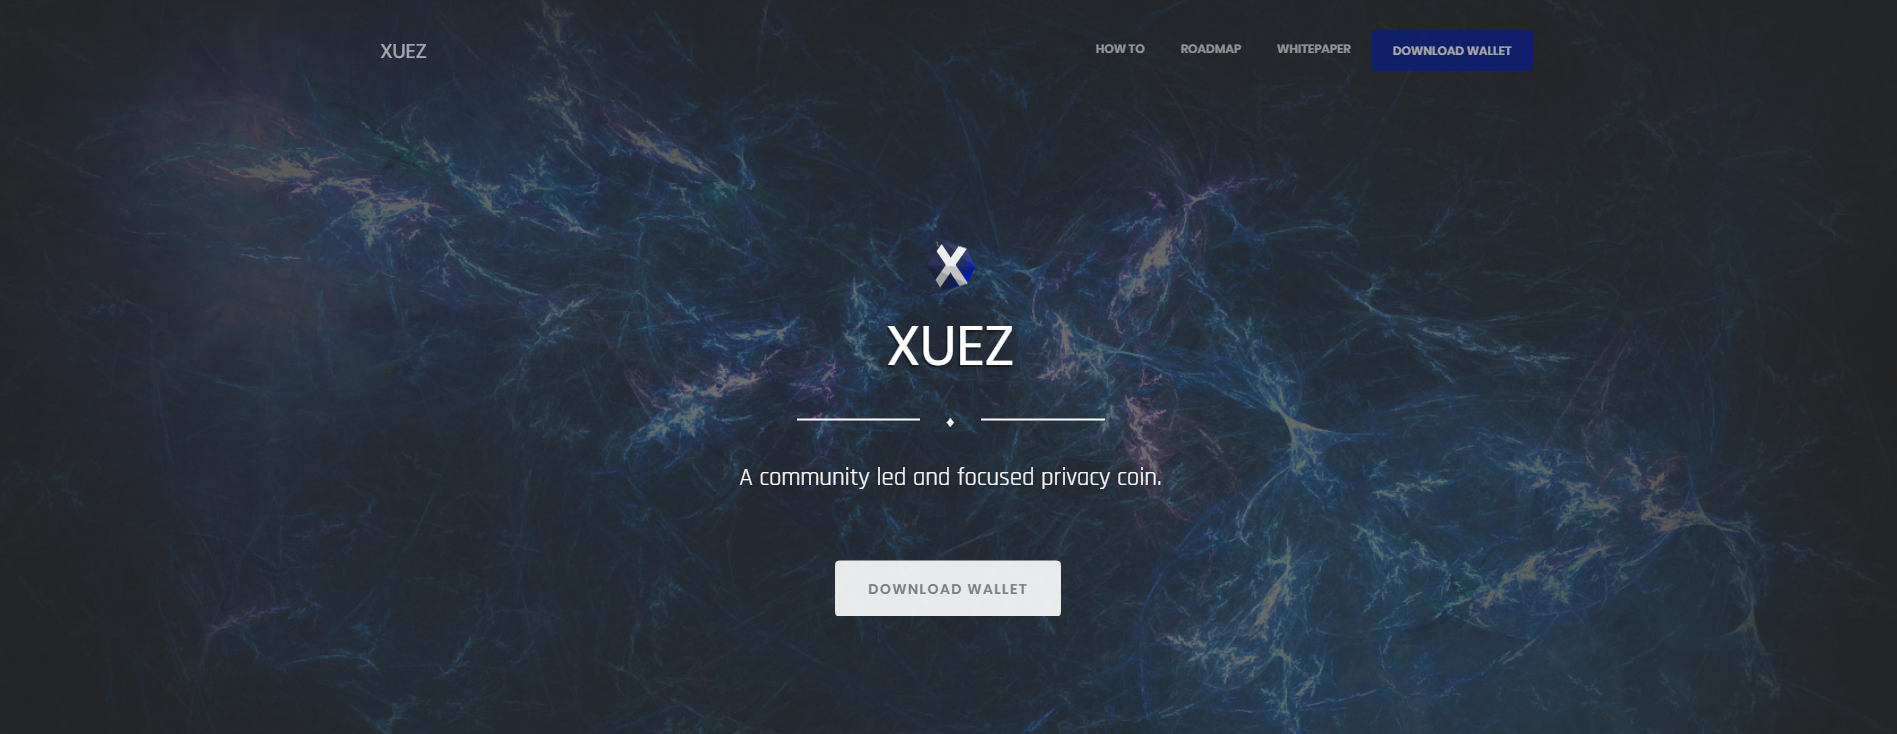 XUEZ
HOW TO
ROADMAP
WHITEPAPER
DOWNLOAD WALLET
X
XUEZ
A community led and focused privacy coin.
DOWNLOAD WALLET